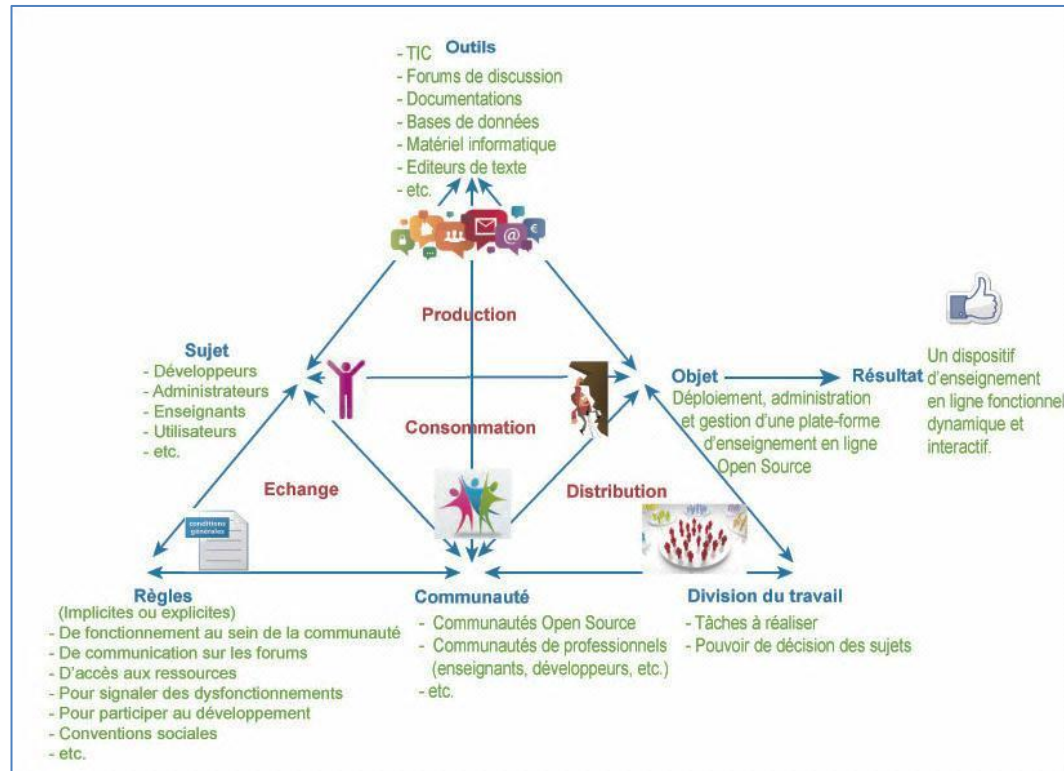 Outils
- TIC
- Forums de discussion
- Documentations
- Bases de données
- Matériel informatique
- Editeurs de texte
- etc.
@
€
Production
Sujet
- Développeurs
- Administrateurs
- Enseignants
- Utilisateurs
- etc.
Objet
Déploiement, administration
et gestion d'une plate-forme
d'enseignement en ligne
Open Source
Résultat
Un dispositif
d'enseignement
en ligne fonctionnel
dynamique et
interactif.
Consommation
Echange
Distribution
conditions
générales
Règles
(Implicites ou explicites)
- De fonctionnement au sein de la communauté
- De communication sur les forums
- D'accès aux ressources
- Pour signaler des dysfonctionnements
- Pour participer au développement
- Conventions sociales
- etc.
Communauté
- Communautés Open Source
- Communautés de professionnels
(enseignants, développeurs, etc.)
- etc.
Division du travail
- Tâches à réaliser
- Pouvoir de décision des sujets